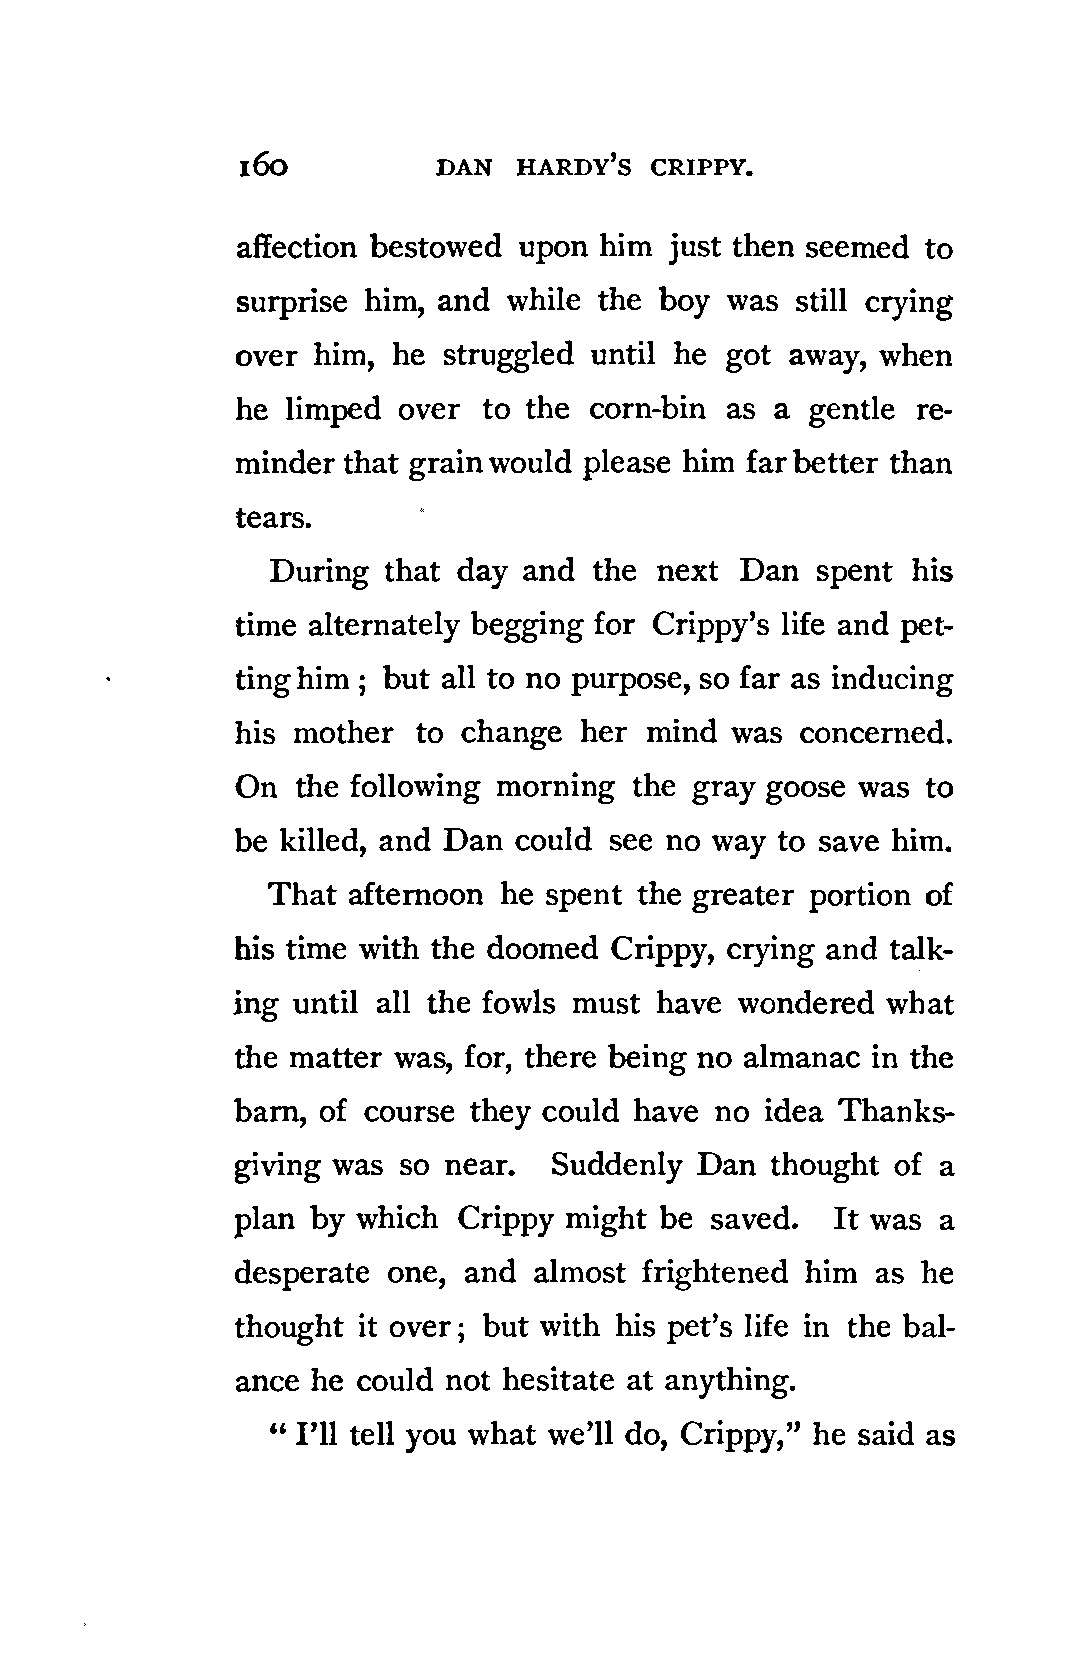 160 DAN HARDY'S CRIPPY.
affection bestowed upon him just then seemed to
surprise him, and while the boy was still crying
over him, he struggled until he got away, when
he limped over to the corn-bin as a gentle re-
minder that grain would please him far better than
tears.
During that day and the next Dan spent his
time alternately begging for Crippy's life and pet-
ting him ; but all to no purpose, so far as inducing
his mother to change her mind was concerned.
On the following morning the gray goose was to
be killed, and Dan could see no way to save him.
That afternoon he spent the greater portion of
his time with the doomed Crippy, crying and talk-
ing until all the fowls must have wondered what
the matter was, for, there being no almanac in the
barn, of course they could have no idea Thanks-
giving was so near. Suddenly Dan thought of a
plan by which Crippy might be saved. It was a
desperate one, and almost frightened him as he
thought it over; but with his pet's life in the bal-
ance he could not hesitate at anything.
" I'll tell you what we'll do, Crippy," he said as